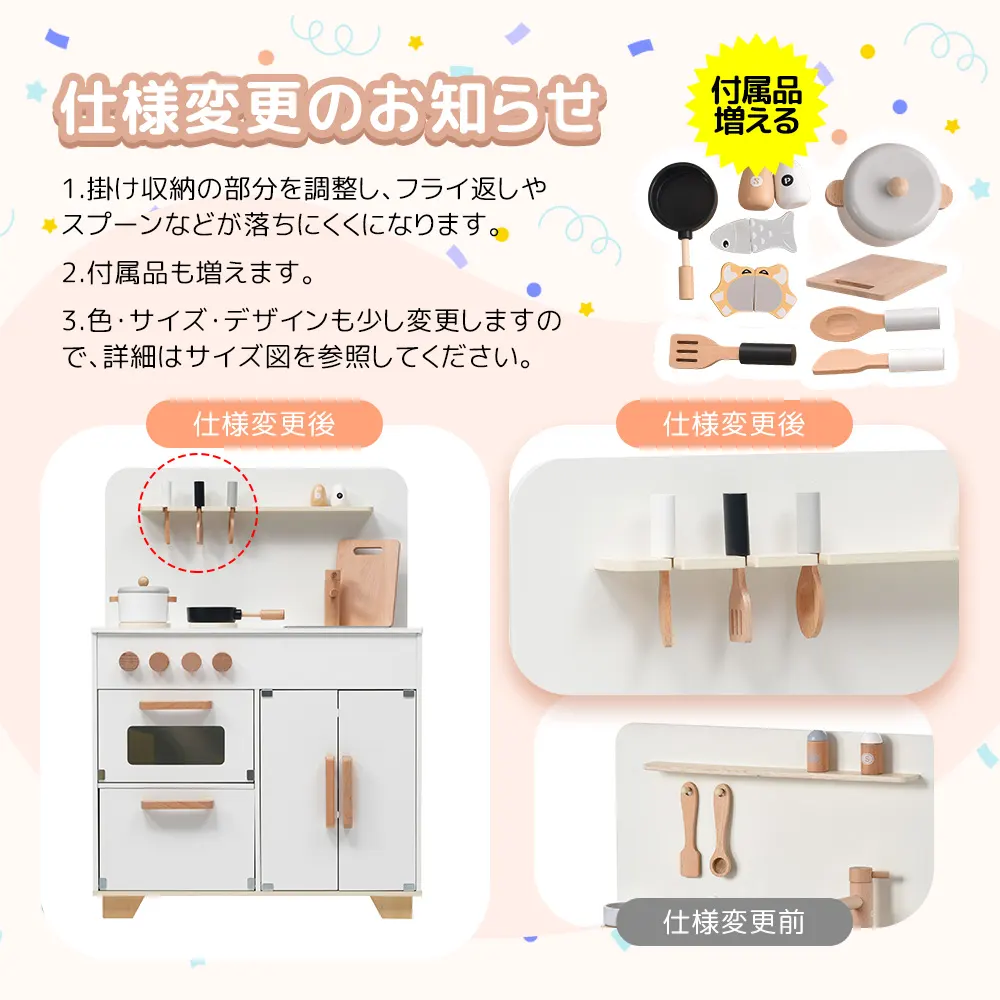 仕様変更のお知らせ
付属品
増える
1.掛け収納の部分を調整し、フライ返しや
スプーンなどが落ちにくくになります。
2.付属品も増えます。
3.色・サイズ・デザインも少し変更しますの
で、詳細はサイズ図を参照してください。
S
P
仕様変更後
仕様変更後
仕様変更前